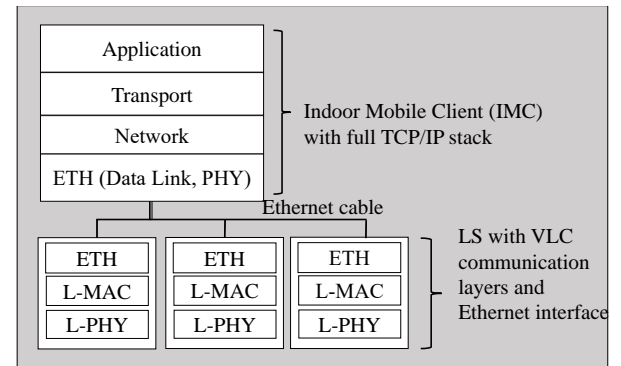 Application
Transport
Network
ETH (Data Link, PHY)
Indoor Mobile Client (IMC)
with full TCP/IP stack
Ethernet cable
ETH
L-MAC
L-PHY
ETH
L-MAC
L-PHY
ETH
L-MAC
L-PHY
LS with VLC
communication
layers and
Ethernet interface